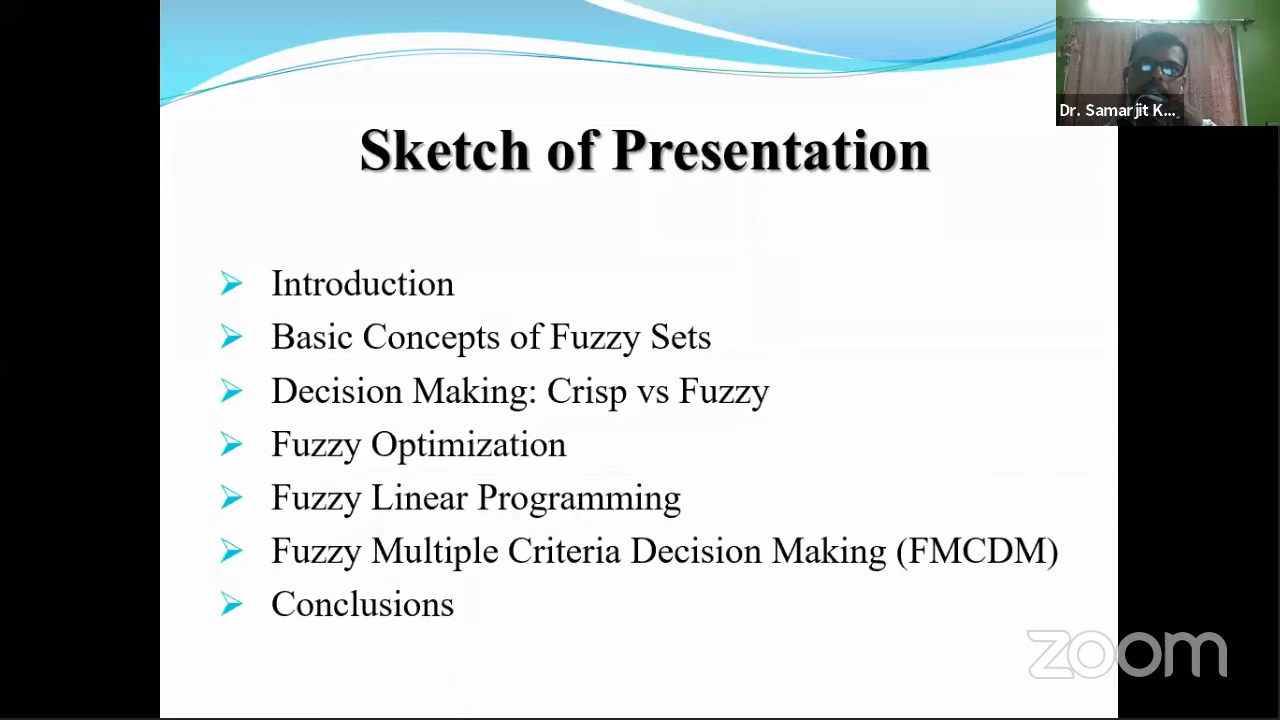 Dr. Samarjit K...
Sketch of Presentation
Introduction
Basic Concepts of Fuzzy Sets
Decision Making: Crisp vs Fuzzy
Fuzzy Optimization
Fuzzy Linear Programming
Fuzzy Multiple Criteria Decision Making (FMCDM)
Conclusions
zoom